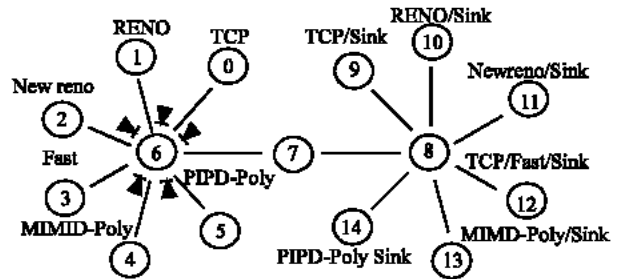 RENO/Sink
RENO
TCP
TCP/Sink
10
1
0
9
Newreno/Sink
New reno
11
2
6
7
8
Fast
PIPD-Poly
TCP/Fast/Sink
3
12
MIMID-Poly
5
14
MIMD-Poly/Sink
4
PIPD-Poly Sink
13